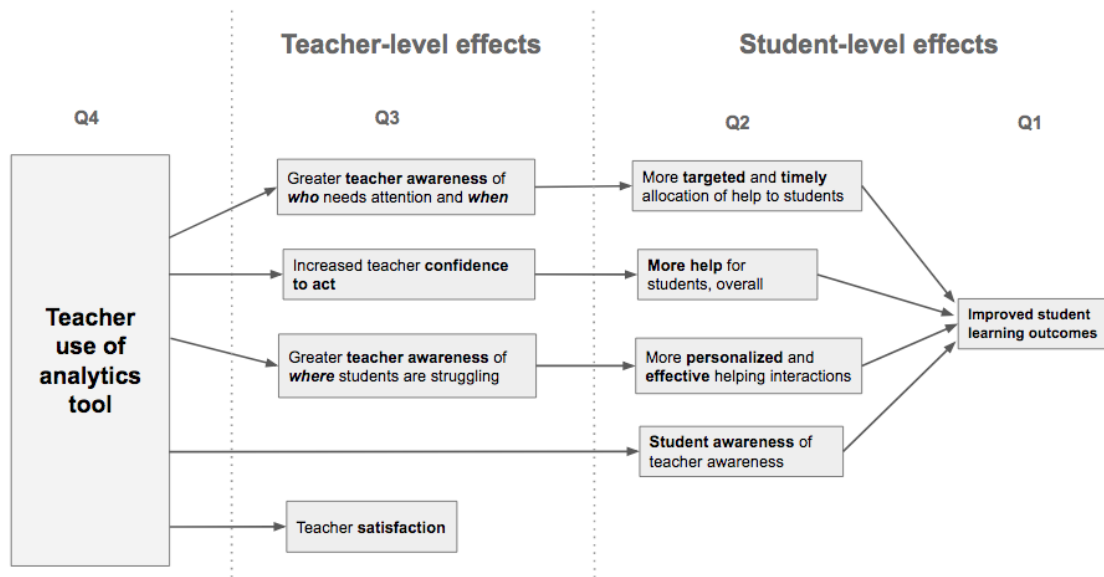 Teacher-level effects
Student-level effects
Q4
Q3
Q2
Q1
Teacher
use of
analytics
tool
Greater teacher awareness of
who needs attention and when
More targeted and timely
allocation of help to students
Increased teacher confidence
to act
More help for
students, overall
Improved student
learning outcomes
Greater teacher awareness of
where students are struggling
More personalized and
effective helping interactions
Student awareness of
teacher awareness
Teacher satisfaction